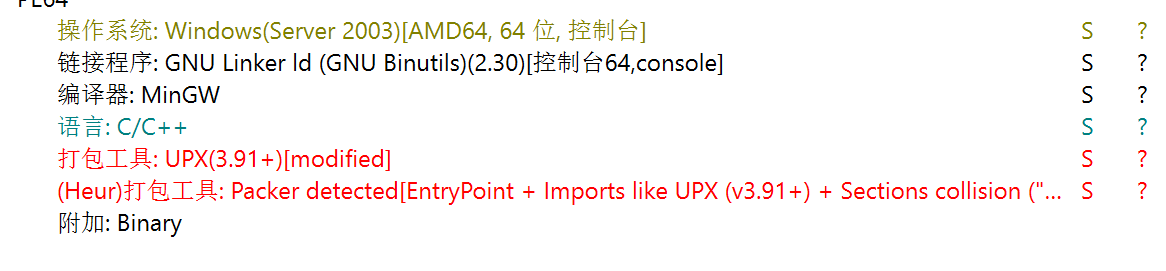 PE64
操作系统: Windows(Server 2003)[AMD64, 64 位, 控制台] S ?
链接程序: GNU Linker ld (GNU Binutils)(2.30)[控制台64,console] S ?
编译器: MinGW S ?
语言: C/C++ S ?
打包工具: UPX(3.91+)[modified] S ?
(Heur)打包工具: Packer detected[EntryPoint + Imports like UPX (v3.91+) + Sections collision ("... S ?
附加: Binary